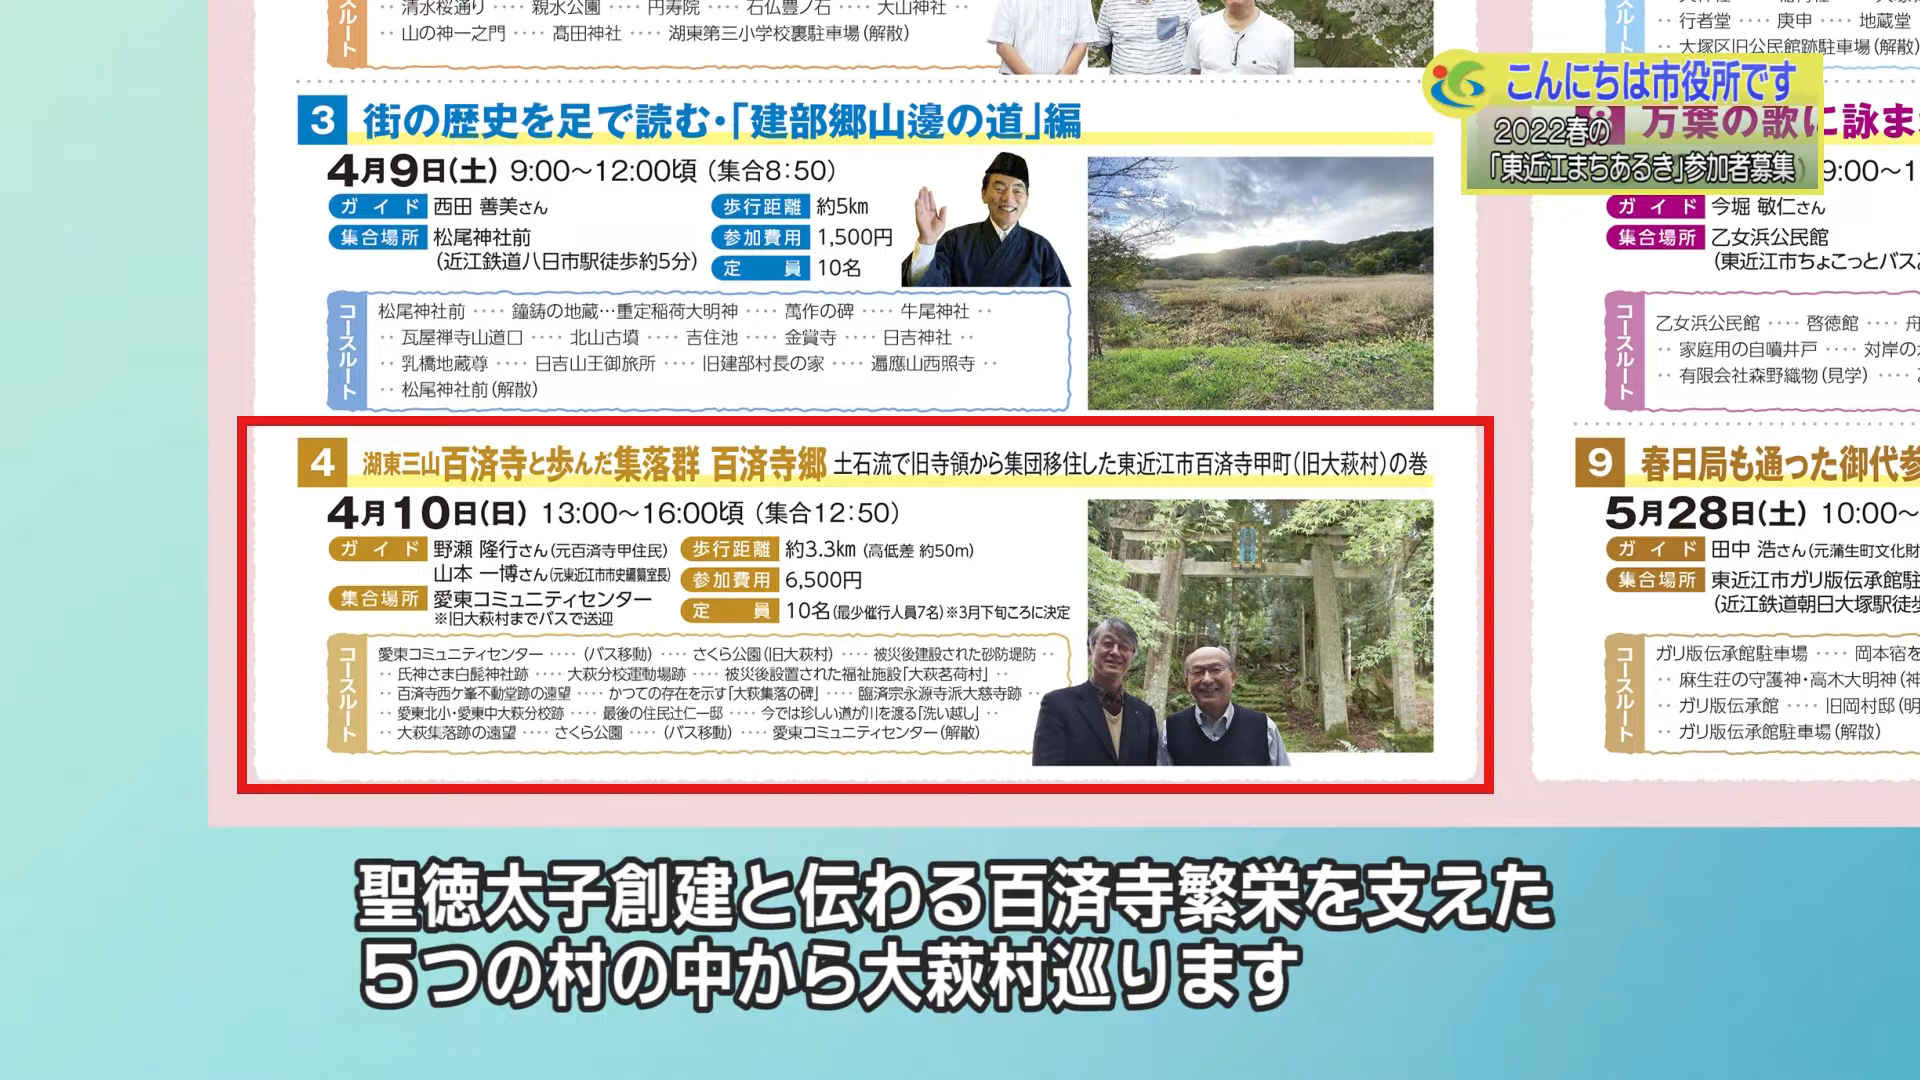 清水桜通り ‥‥ 親水公園 ‥‥ 円寿院 ‥‥ 石仏豊ノ石 ‥‥ 大山神社 ‥
‥ 山の神一之門 ‥‥ 髙田神社 ‥‥ 湖東第三小学校裏駐車場（解散）
スルート
3 街の歴史を足で読む・「建部郷山邊の道」編
4月9日（土） 9:00～12:00頃（集合8：50）
ガイド 西田 善美さん
集合場所 松尾神社前
（近江鉄道八日市駅徒歩約5分）
歩行距離 約5km
参加費用 1,500円
定員 10名
コースルート
松尾神社前 ‥‥ 鐘鋳の地蔵…重定稲荷大明神 ‥‥ 萬作の碑 ‥‥ 牛尾神社 ‥
‥ 瓦屋禅寺山道口 ‥‥ 北山古墳 ‥‥ 吉住池 ‥‥ 金賞寺 ‥‥ 日吉神社 ‥
‥ 乳橋地蔵尊 ‥‥ 日吉山王御旅所 ‥‥ 旧建部村長の家 ‥‥ 遍應山西照寺 ‥
‥ 松尾神社前（解散）
4 湖東三山百済寺と歩んだ集落群 百済寺郷 土石流で旧寺領から集団移住した東近江市百済寺甲町（旧大萩村）の巻
4月10日（日） 13:00～16:00頃（集合12：50）
ガイド 野瀬 隆行さん（元百済寺甲住民）
山本 一博さん（元東近江市市史編纂室長）
集合場所 愛東コミュニティセンター
※旧大萩村までバスで送迎
歩行距離 約3.3km（高低差 約50m）
参加費用 6,500円
定員 10名（最少催行人員7名）※3月下旬ころに決定
コースルート
愛東コミュニティセンター ‥‥（バス移動）‥‥ さくら公園（旧大萩村）‥‥ 被災後建設された砂防堤防 ‥
‥ 氏神さま白髭神社跡 ‥‥ 大萩分校運動場跡 ‥‥ 被災後設置された福祉施設「大萩茗荷村」‥
‥ 百済寺西ケ峯不動堂跡の遠望 ‥‥ かつての存在を示す「大萩集落の碑」‥‥ 臨済宗永源寺派大慈寺跡 ‥
‥ 愛東北小・愛東中大萩分校跡 ‥‥ 最後の住民辻仁一邸 ‥‥ 今では珍しい道が川を渡る「洗い越し」‥
‥ 大萩集落跡の遠望 ‥‥ さくら公園 ‥‥（バス移動）‥‥ 愛東コミュニティセンター（解散）
‥ 行者堂 ‥‥ 庚申 ‥‥ 地蔵堂
‥ 大塚区旧公民館跡駐車場（解散）
こんにちは市役所です
2022春の
「東近江まちあるき」参加者募集
万葉の歌に詠ま
9:00～1
ガイド 今堀 敏仁さん
集合場所 乙女浜公民館
（東近江市ちょこっとバス
コースルート
乙女浜公民館 ‥‥ 啓徳館 ‥‥ 舟
‥ 家庭用の自噴井戸 ‥‥ 対岸の
‥ 有限会社森野織物（見学）‥‥
9 春日局も通った御代参
5月28日（土） 10:00～
ガイド 田中 浩さん（元蒲生町文化財
集合場所 東近江市ガリ版伝承館駐
（近江鉄道朝日大塚駅徒歩
コースルート
ガリ版伝承館駐車場 ‥‥ 岡本宿を
‥ 麻生荘の守護神・高木大明神（神
‥ ガリ版伝承館 ‥‥ 旧岡村邸（明
‥ ガリ版伝承館駐車場（解散）
聖徳太子創建と伝わる百済寺繁栄を支えた
５つの村の中から大萩村巡ります